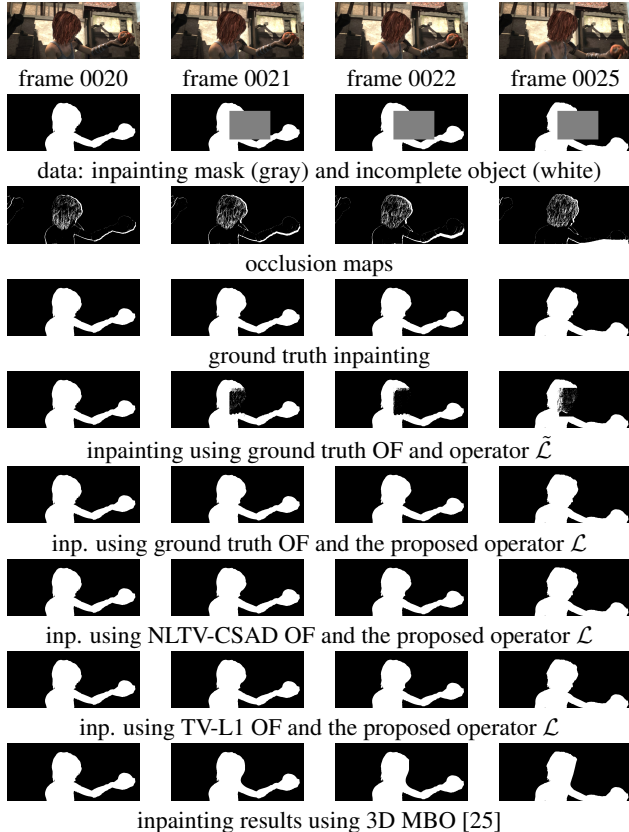 frame 0020 frame 0021 frame 0022 frame 0025
data: inpainting mask (gray) and incomplete object (white)
occlusion maps
ground truth inpainting
inpainting using ground truth OF and operator ℒ̃
inp. using ground truth OF and the proposed operator ℒ
inp. using NLTV-CSAD OF and the proposed operator ℒ
inp. using TV-L1 OF and the proposed operator ℒ
inpainting results using 3D MBO [25]